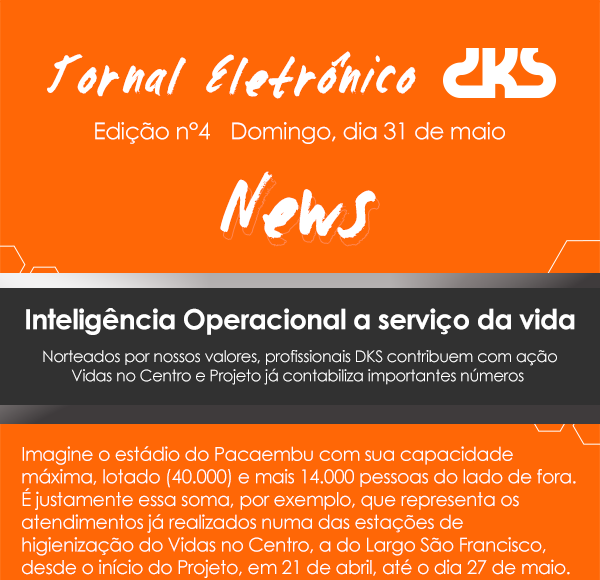 Jornal Eletrônico DKS
Edição nº4 Domingo, dia 31 de maio
News
Inteligência Operacional a serviço da vida
Norteados por nossos valores, profissionais DKS contribuem com ação
Vidas no Centro e Projeto já contabiliza importantes números
Imagine o estádio do Pacaembu com sua capacidade
máxima, lotado (40.000) e mais 14.000 pessoas do lado de fora.
É justamente essa soma, por exemplo, que representa os
atendimentos já realizados numa das estações de
higienização do Vidas no Centro, a do Largo São Francisco,
desde o início do Projeto, em 21 de abril, até o dia 27 de maio.